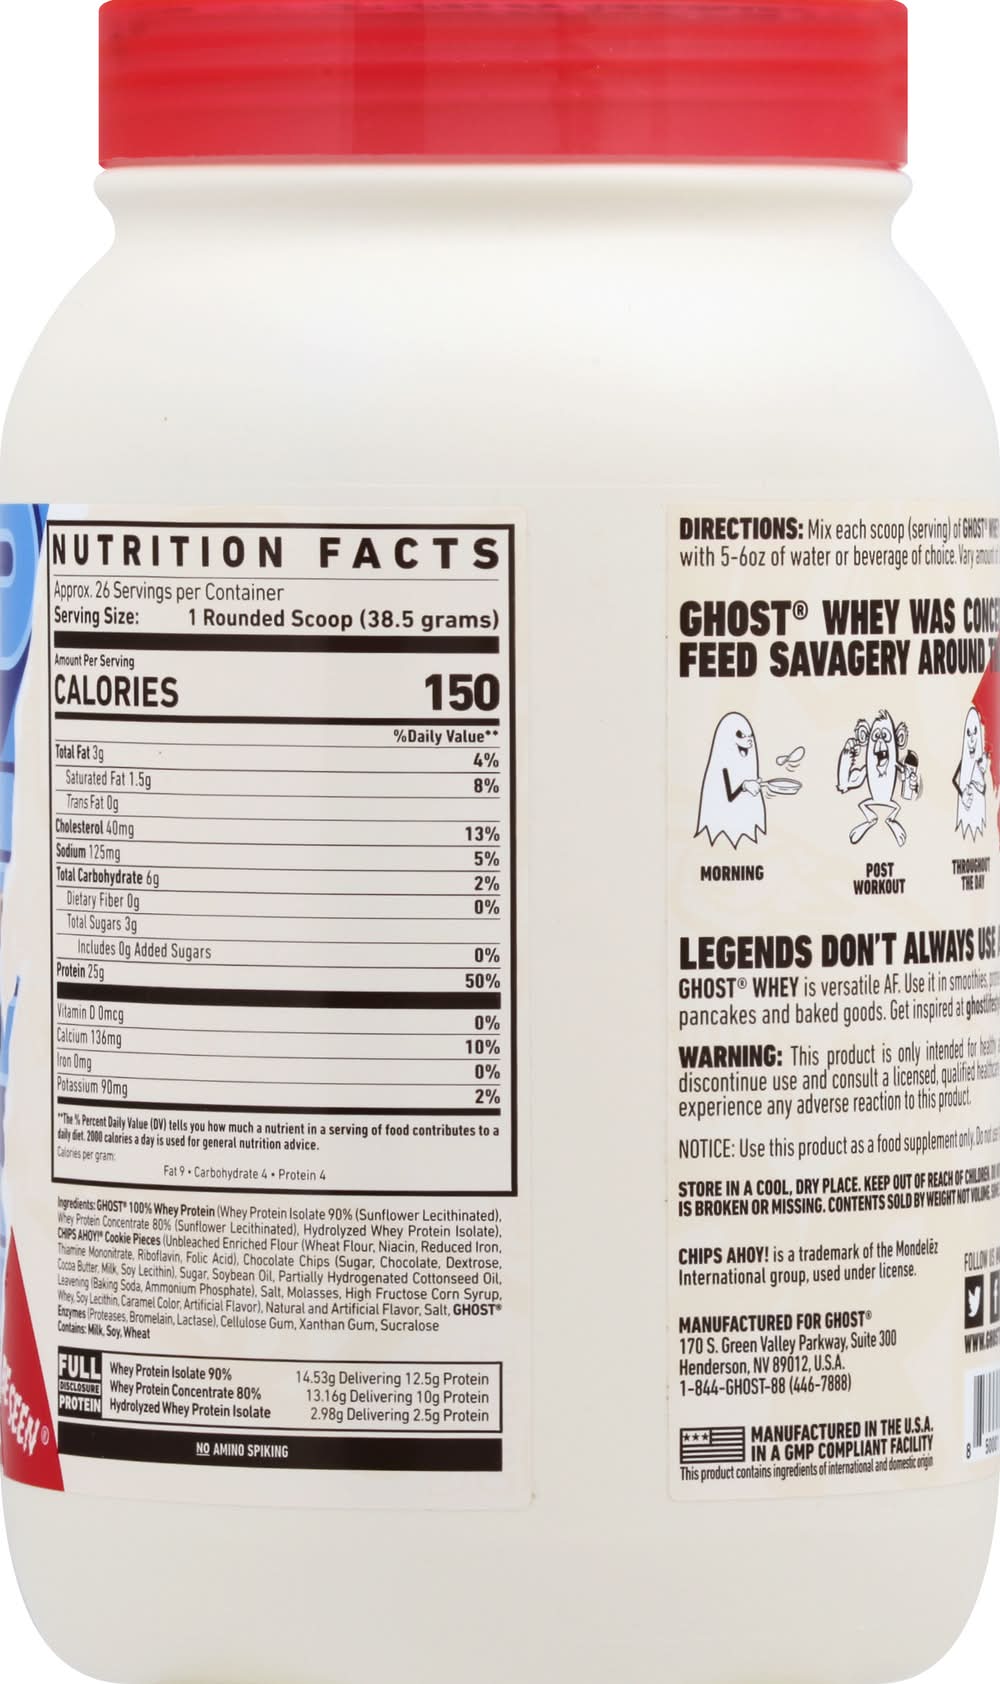 NUTRITION FACTS
Approx. 26 Servings per Container
Serving Size: 1 Rounded Scoop (38.5 grams)
Amount Per Serving
CALORIES 150
%Daily Value**
Total Fat 3g 4%
Saturated Fat 1.5g 8%
Trans Fat 0g
Cholesterol 40mg 13%
Sodium 125mg 5%
Total Carbohydrate 6g 2%
Dietary Fiber 0g 0%
Total Sugars 3g
Includes 0g Added Sugars 0%
Protein 25g 50%
Vitamin D 0mcg 0%
Calcium 136mg 10%
Iron 0mg 0%
Potassium 90mg 2%
**The % Percent Daily Value (DV) tells you how much a nutrient in a serving of food contributes to a
daily diet. 2000 calories a day is used for general nutrition advice.
Calories per gram:
Fat 9 • Carbohydrate 4 • Protein 4
Ingredients: GHOST® 100% Whey Protein (Whey Protein Isolate 90% (Sunflower Lecithinated),
Whey Protein Concentrate 80% (Sunflower Lecithinated), Hydrolyzed Whey Protein Isolate),
CHIPS AHOY!® Cookie Pieces (Unbleached Enriched Flour (Wheat Flour, Niacin, Reduced Iron,
Thamine Mononitrate, Riboflavin, Folic Acid), Chocolate Chips (Sugar, Chocolate, Dextrose,
Cocoa Butter, Milk, Soy Lecithin), Sugar, Soybean Oil, Partially Hydrogenated Cottonseed Oil,
Leavening (Baking Soda, Ammonium Phosphate), Salt, Molasses, High Fructose Corn Syrup,
Whey, Soy Lecithin, Caramel Color, Artificial Flavor), Natural and Artificial Flavor, Salt, GHOST®
Enzymes (Proteases, Bromelain, Lactase), Cellulose Gum, Xanthan Gum, Sucralose
Contains: Milk, Soy, Wheat
FULL
DISCLOSURE
PROTEIN
Whey Protein Isolate 90% 14.53g Delivering 12.5g Protein
Whey Protein Concentrate 80% 13.16g Delivering 10g Protein
Hydrolyzed Whey Protein Isolate 2.98g Delivering 2.5g Protein
NO AMINO SPIKING
DIRECTIONS: Mix each scoop (serving) of GHOST®
with 5-6oz of water or beverage of choice. Vary amount
GHOST® WHEY WAS
FEED SAVAGERY AROUND
MORNING
POST
WORKOUT
THROUGHOUT
THE DAY
LEGENDS DON'T ALWAYS USE
GHOST® WHEY is versatile AF. Use it in smoothies,
pancakes and baked goods. Get inspired at
WARNING: This product is only intended for
discontinue use and consult a licensed, qualified
experience any adverse reaction to this product.
NOTICE: Use this product as a food supplement only. Do not
STORE IN A COOL, DRY PLACE. KEEP OUT OF REACH OF CHILDREN.
IS BROKEN OR MISSING. CONTENTS SOLD BY WEIGHT NOT VOLUME.
CHIPS AHOY! is a trademark of the Mondelēz
International group, used under license.
FOLLOW US
MANUFACTURED FOR GHOST®
170 S. Green Valley Parkway, Suite 300
Henderson, NV 89012, U.S.A.
1-844-GHOST-88 (446-7888)
MANUFACTURED IN THE U.S.A.
IN A GMP COMPLIANT FACILITY
This product contains ingredients of international and domestic origin